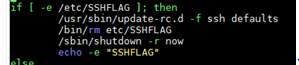 if [ -e /etc/SSHFLAG ]; then
/usr/sbin/update-rc.d -f ssh defaults
/bin/rm etc/SSHFLAG
/sbin/shutdown -r now
echo -e "SSHFLAG"
else